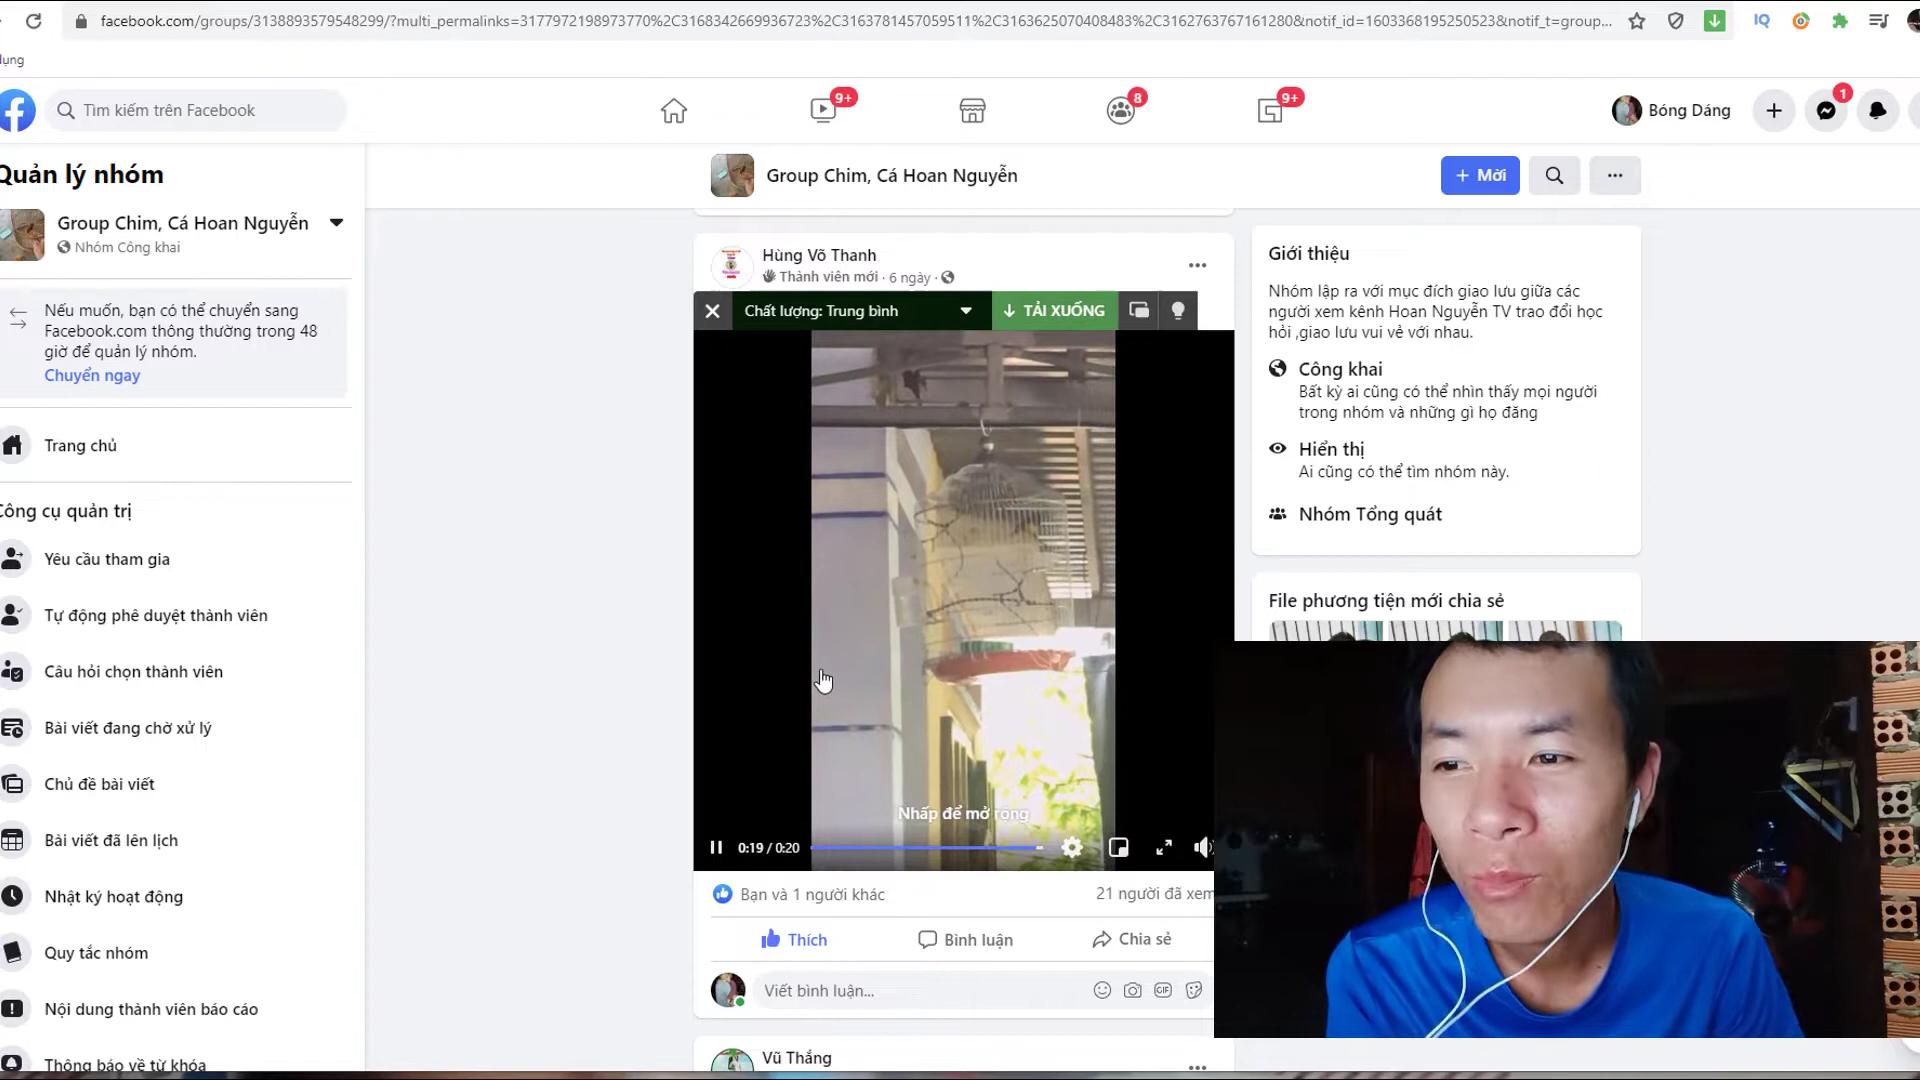 facebook.com/groups/3138893579548299/?multi_permalinks=3177972198973770%2C3168342669936723%2C3163781457059511%2C3163625070408483%2C3162763767161280&notif_id=1603368195250523&notif_t=group...
IQ
dụng
Tìm kiếm trên Facebook
9+
8
9+
Bóng Dáng
1
Quản lý nhóm
Group Chim, Cá Hoan Nguyễn
+ Mời
Group Chim, Cá Hoan Nguyễn
Nhóm Công khai
Nếu muốn, bạn có thể chuyển sang
Facebook.com thông thường trong 48
giờ để quản lý nhóm.
Chuyển ngay
Trang chủ
Công cụ quản trị
Yêu cầu tham gia
Tự động phê duyệt thành viên
Câu hỏi chọn thành viên
Bài viết đang chờ xử lý
Chủ đề bài viết
Bài viết đã lên lịch
Nhật ký hoạt động
Quy tắc nhóm
Nội dung thành viên báo cáo
Thông báo về từ khóa
Hùng Võ Thanh
Thành viên mới · 6 ngày ·
Chất lượng: Trung bình
TẢI XUỐNG
Nhấp để mở rộng
0:19 / 0:20
Bạn và 1 người khác
21 người đã xem
Thích
Bình luận
Chia sẻ
Viết bình luận...
GIF
Vũ Thắng
Giới thiệu
Nhóm lập ra với mục đích giao lưu giữa các
người xem kênh Hoan Nguyễn TV trao đổi học
hỏi ,giao lưu vui vẻ với nhau.
Công khai
Bất kỳ ai cũng có thể nhìn thấy mọi người
trong nhóm và những gì họ đăng
Hiển thị
Ai cũng có thể tìm nhóm này.
Nhóm Tổng quát
File phương tiện mới chia sẻ